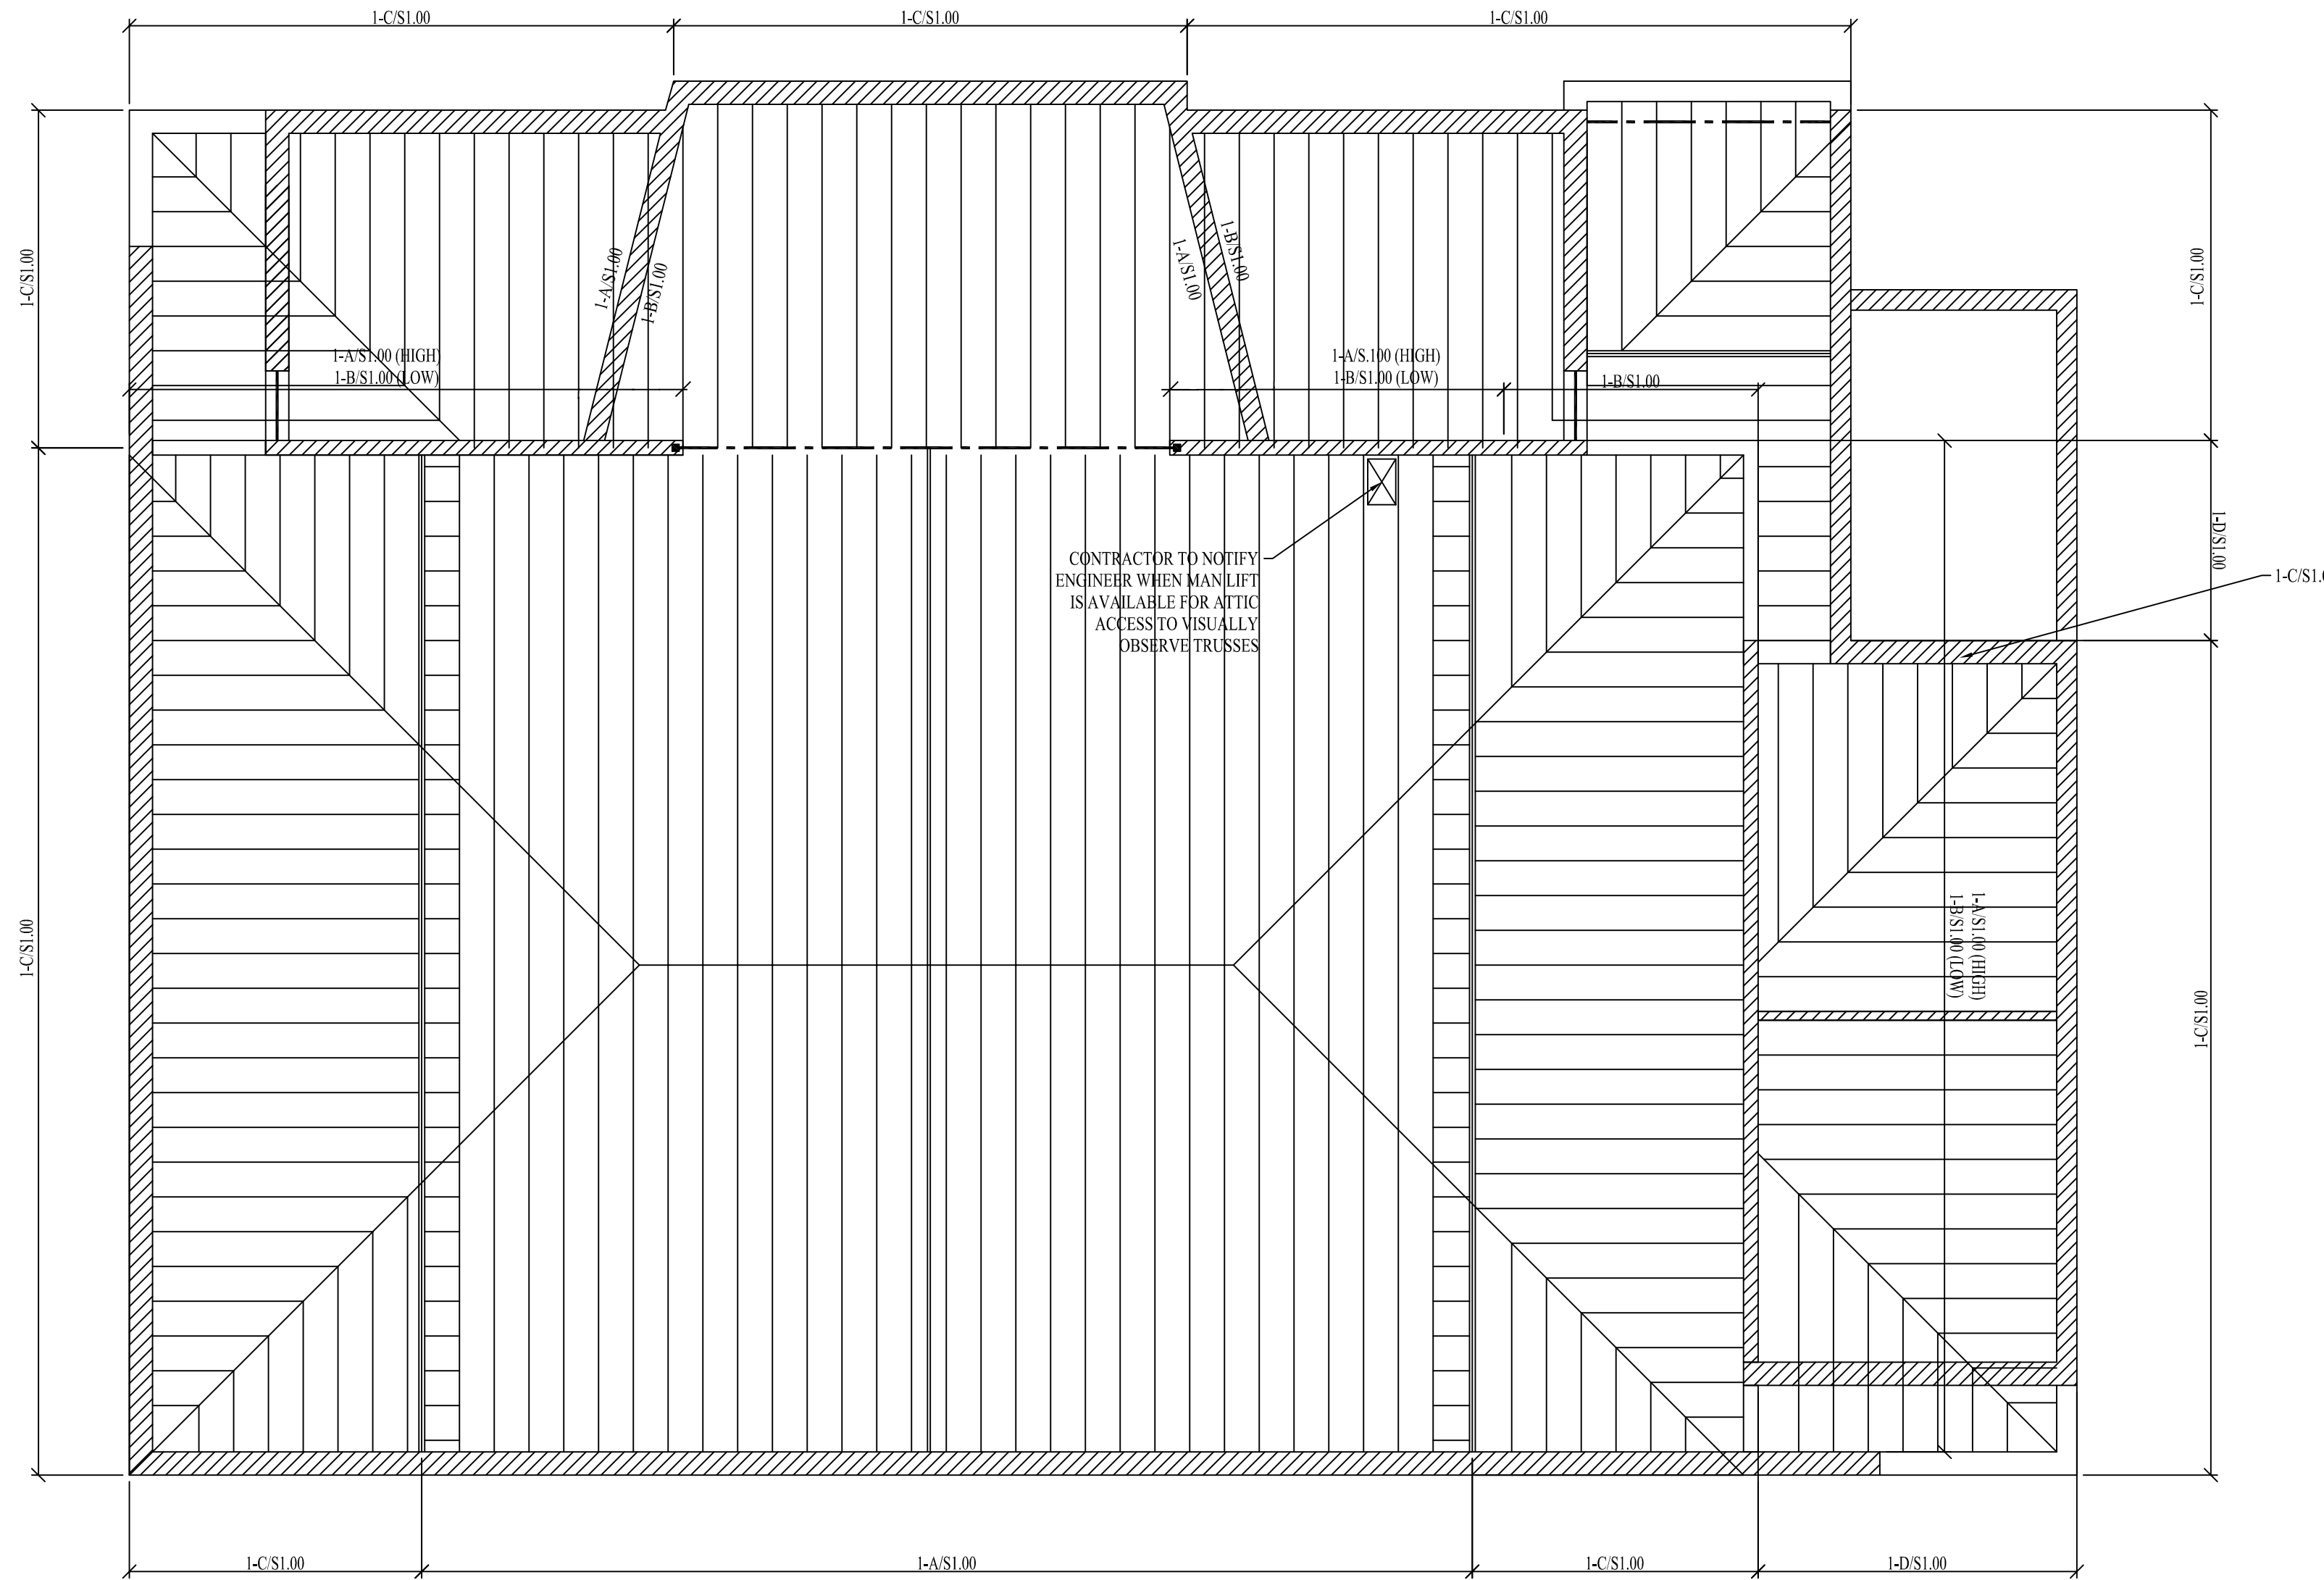 1-C/S1.00
1-C/S1.00
1-C/S1.00
1-C/S1.00
1-A/S1.00
1-B/S1.00
1-A/S1.00
1-B/S1.00
1-C/S1.00
1-A/S1.00 (HIGH)
1-B/S1.00 (LOW)
1-A/S.100 (HIGH)
1-B/S1.00 (LOW)
1-B/S1.00
1-D/S1.00
CONTRACTOR TO NOTIFY
ENGINEER WHEN MAN LIFT
IS AVAILABLE FOR ATTIC
ACCESS TO VISUALLY
OBSERVE TRUSSES
1-C/S1.
1-C/S1.00
1-A/S1.00 (HIGH)
1-B/S1.00 (LOW)
1-C/S1.00
1-C/S1.00
1-A/S1.00
1-C/S1.00
1-D/S1.00